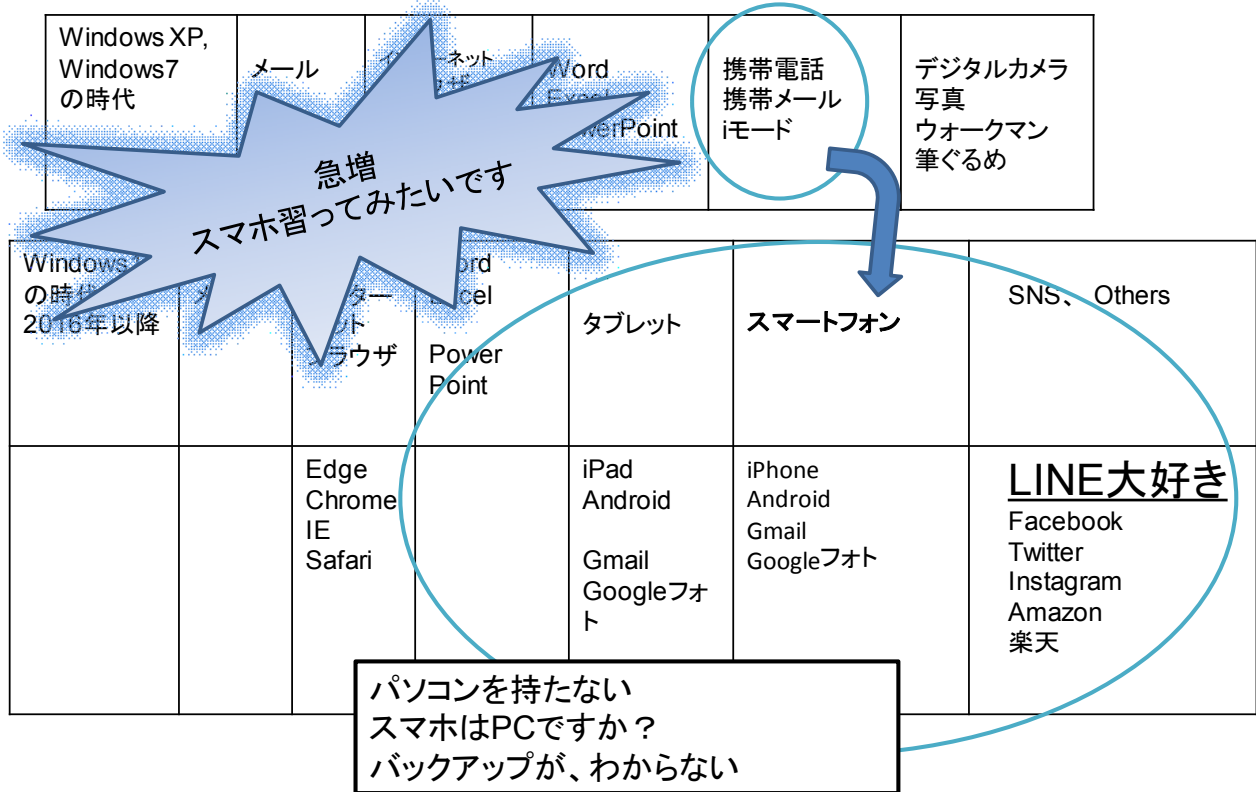 Windows XP,
Windows7
の時代
メール
Word
Excel
PowerPoint
携帯電話
携帯メール
iモード
デジタルカメラ
写真
ウォークマン
筆ぐるめ
急増
スマホ習ってみたいです
Windows
の時代
2016年以降
ブラウザ
Word
Excel
Power
Point
タブレット
スマートフォン
SNS、 Others
Edge
Chrome
IE
Safari
iPad
Android
Gmail
Googleフォ
ト
iPhone
Android
Gmail
Googleフォト
LINE大好き
Facebook
Twitter
Instagram
Amazon
楽天
パソコンを持たない
スマホはPCですか？
バックアップが、わからない